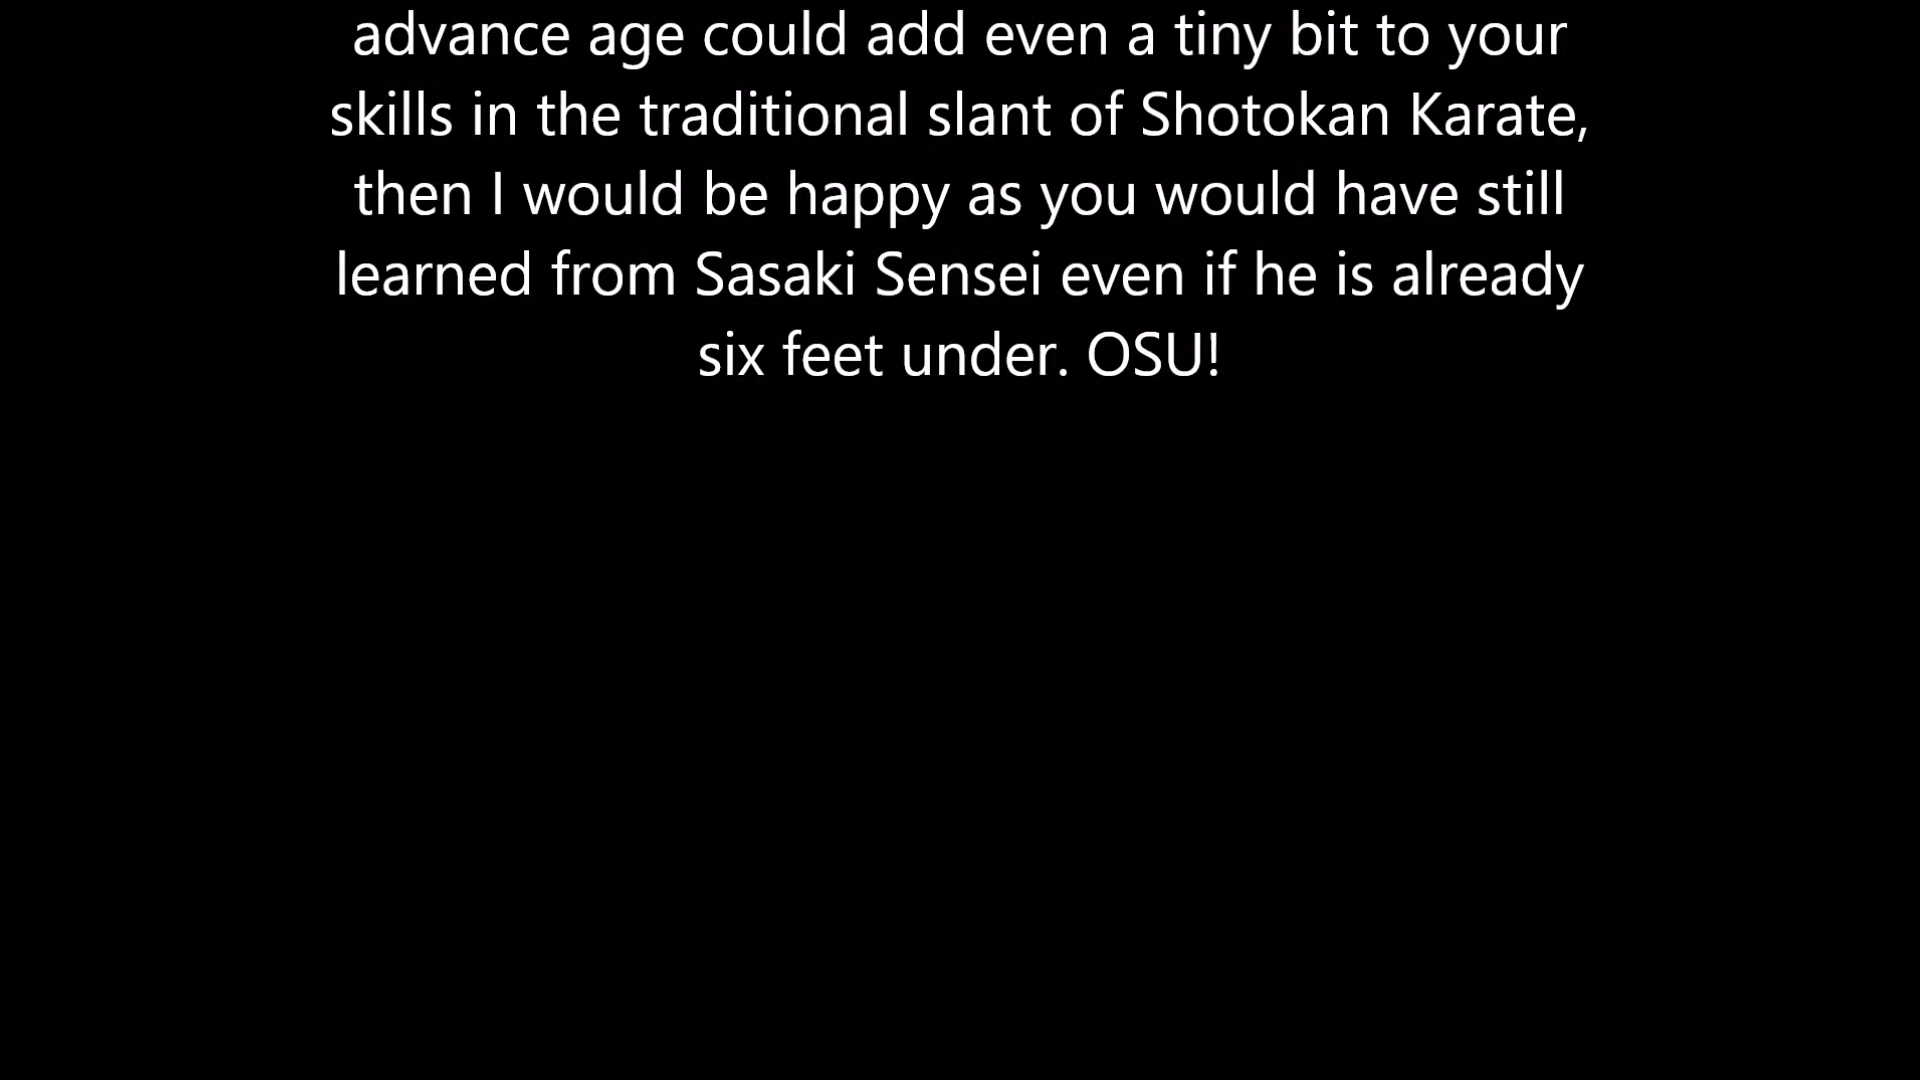 advance age could add even a tiny bit to your
skills in the traditional slant of Shotokan Karate,
then I would be happy as you would have still
learned from Sasaki Sensei even if he is already
six feet under. OSU!